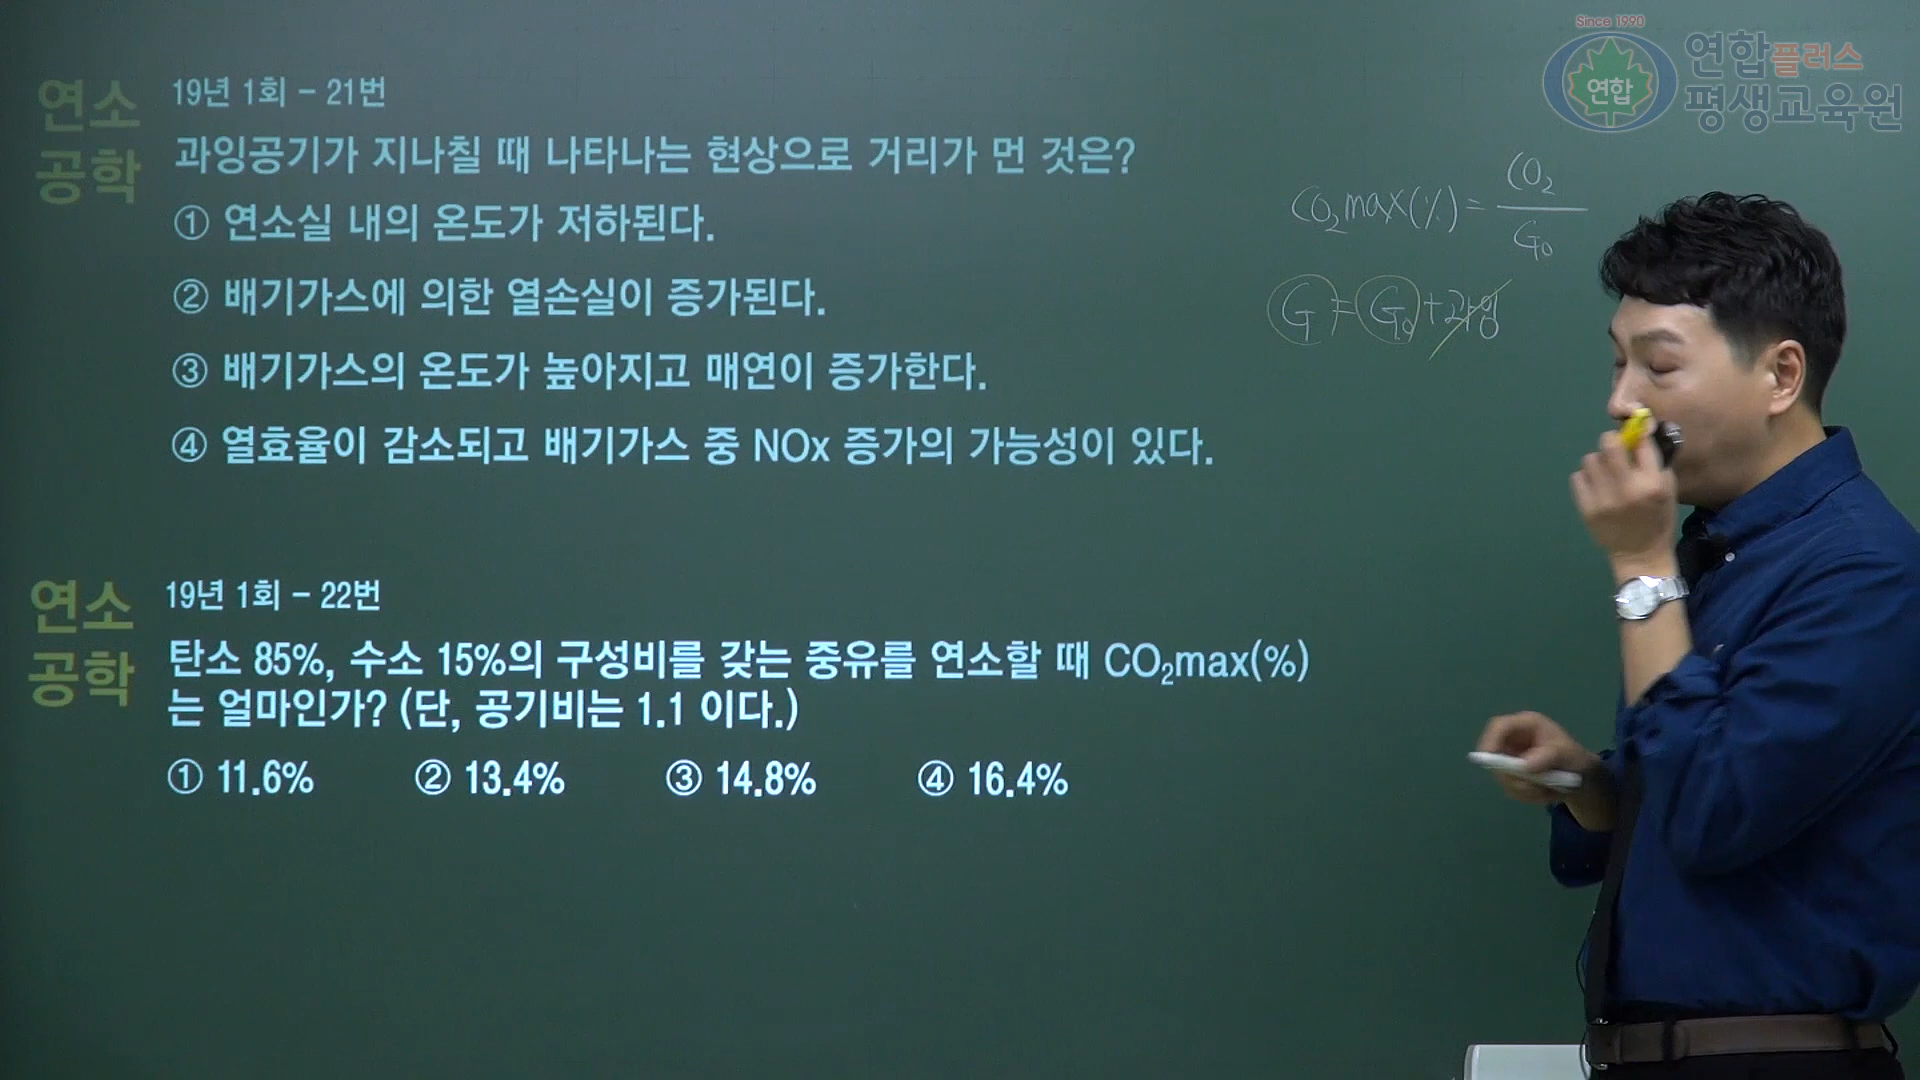 Since 1990
연합
연합플러스
평생교육원
연소
공학
19년 1회 - 21번
과잉공기가 지나칠 때 나타나는 현상으로 거리가 먼 것은?
① 연소실 내의 온도가 저하된다.
② 배기가스에 의한 열손실이 증가된다.
③ 배기가스의 온도가 높아지고 매연이 증가한다.
④ 열효율이 감소되고 배기가스 중 NOx 증가의 가능성이 있다.
CO₂max(%) = CO₂ / G₀
G = G₀ + 과잉
연소
공학
19년 1회 - 22번
탄소 85%, 수소 15%의 구성비를 갖는 중유를 연소할 때 CO₂max(%)
는 얼마인가? (단, 공기비는 1.1 이다.)
① 11.6% ② 13.4% ③ 14.8% ④ 16.4%